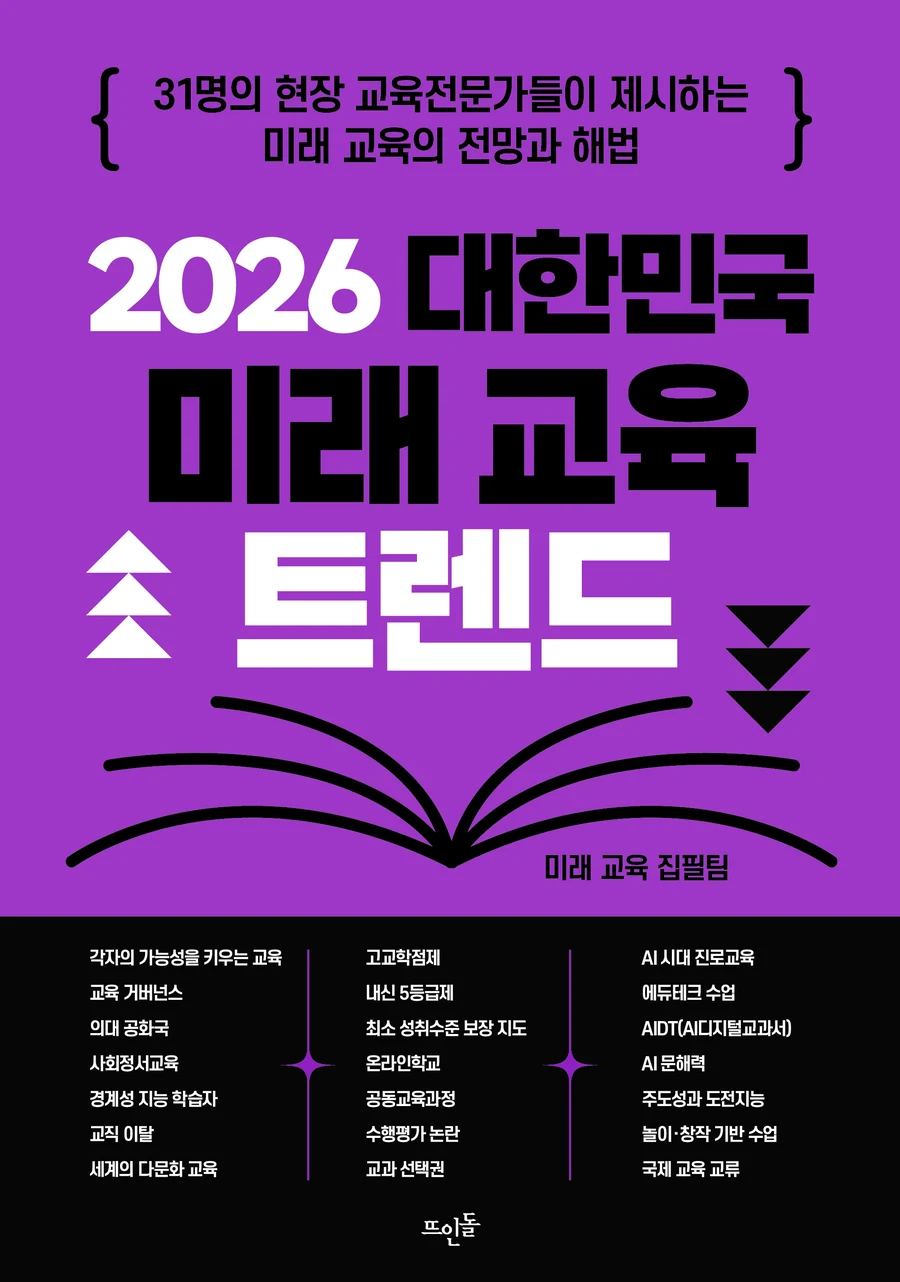 31명의 현장 교육전문가들이 제시하는
미래 교육의 전망과 해법
2026 대한민국
미래 교육
트렌드
미래 교육 집필팀
각자의 가능성을 키우는 교육
교육 거버넌스
의대 공화국
사회정서교육
경계성 지능 학습자
교직 이탈
세계의 다문화 교육
고교학점제
내신 5등급제
최소 성취수준 보장 지도
온라인학교
공동교육과정
수행평가 논란
교과 선택권
AI 시대 진로교육
에듀테크 수업
AIDT(AI디지털교과서)
AI 문해력
주도성과 도전지능
놀이·창작 기반 수업
국제 교육 교류
뜨인돌